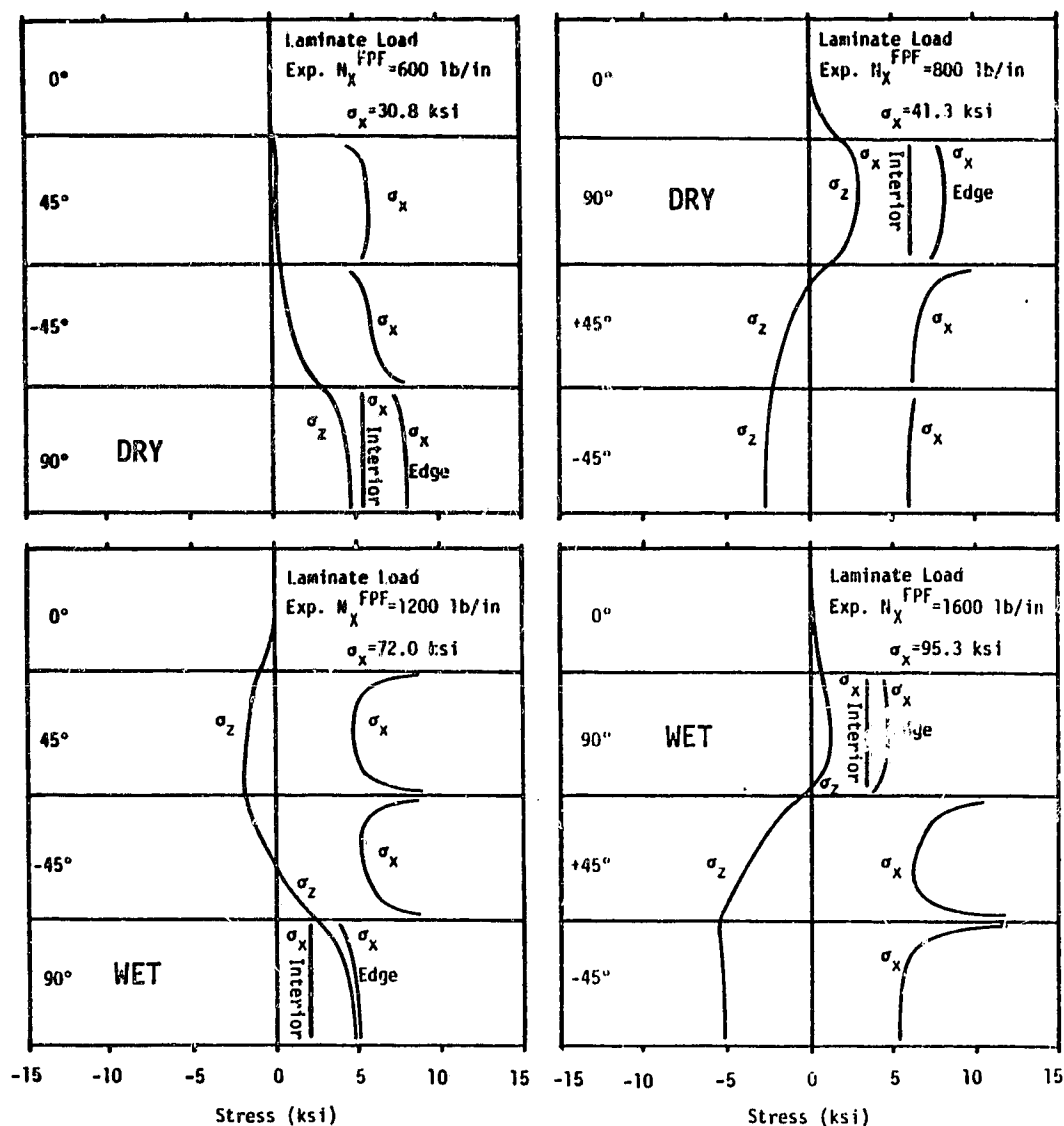 Laminate Load
Exp. N_X^FPF=600 lb/in
σ_X=30.8 ksi
0°
45°
σ_X
-45°
σ_X
90°
DRY
σ_Z
σ_X
Interior
σ_X
Edge
Laminate Load
Exp. N_X^FPF=800 lb/in
σ_X=41.3 ksi
0°
90°
DRY
σ_Z
σ_X
Interior
σ_X
Edge
+45°
σ_Z
σ_X
-45°
σ_Z
σ_X
Laminate Load
Exp. N_X^FPF=1200 lb/in
σ_X=72.0 ksi
0°
45°
σ_Z
σ_X
-45°
σ_X
σ_Z
90°
WET
σ_X
Interior
σ_X
Edge
-15
-10
-5
0
5
10
15
Stress (ksi)
Laminate Load
Exp. N_X^FPF=1600 lb/in
σ_X=95.3 ksi
0°
90°
WET
σ_X
Interior
σ_X
Edge
σ_Z
+45°
σ_Z
σ_X
-45°
σ_X
-15
-10
-5
0
5
10
15
Stress (ksi)